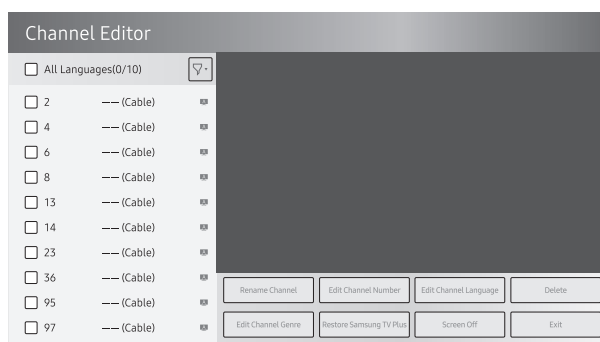 Channel Editor
All Languages(0/10)
2 —— (Cable)
4 —— (Cable)
6 —— (Cable)
8 —— (Cable)
13 —— (Cable)
14 —— (Cable)
23 —— (Cable)
36 —— (Cable)
95 —— (Cable)
97 —— (Cable)
Rename Channel Edit Channel Number Edit Channel Language Delete
Edit Channel Genre Restore Samsung TV Plus Screen Off Exit